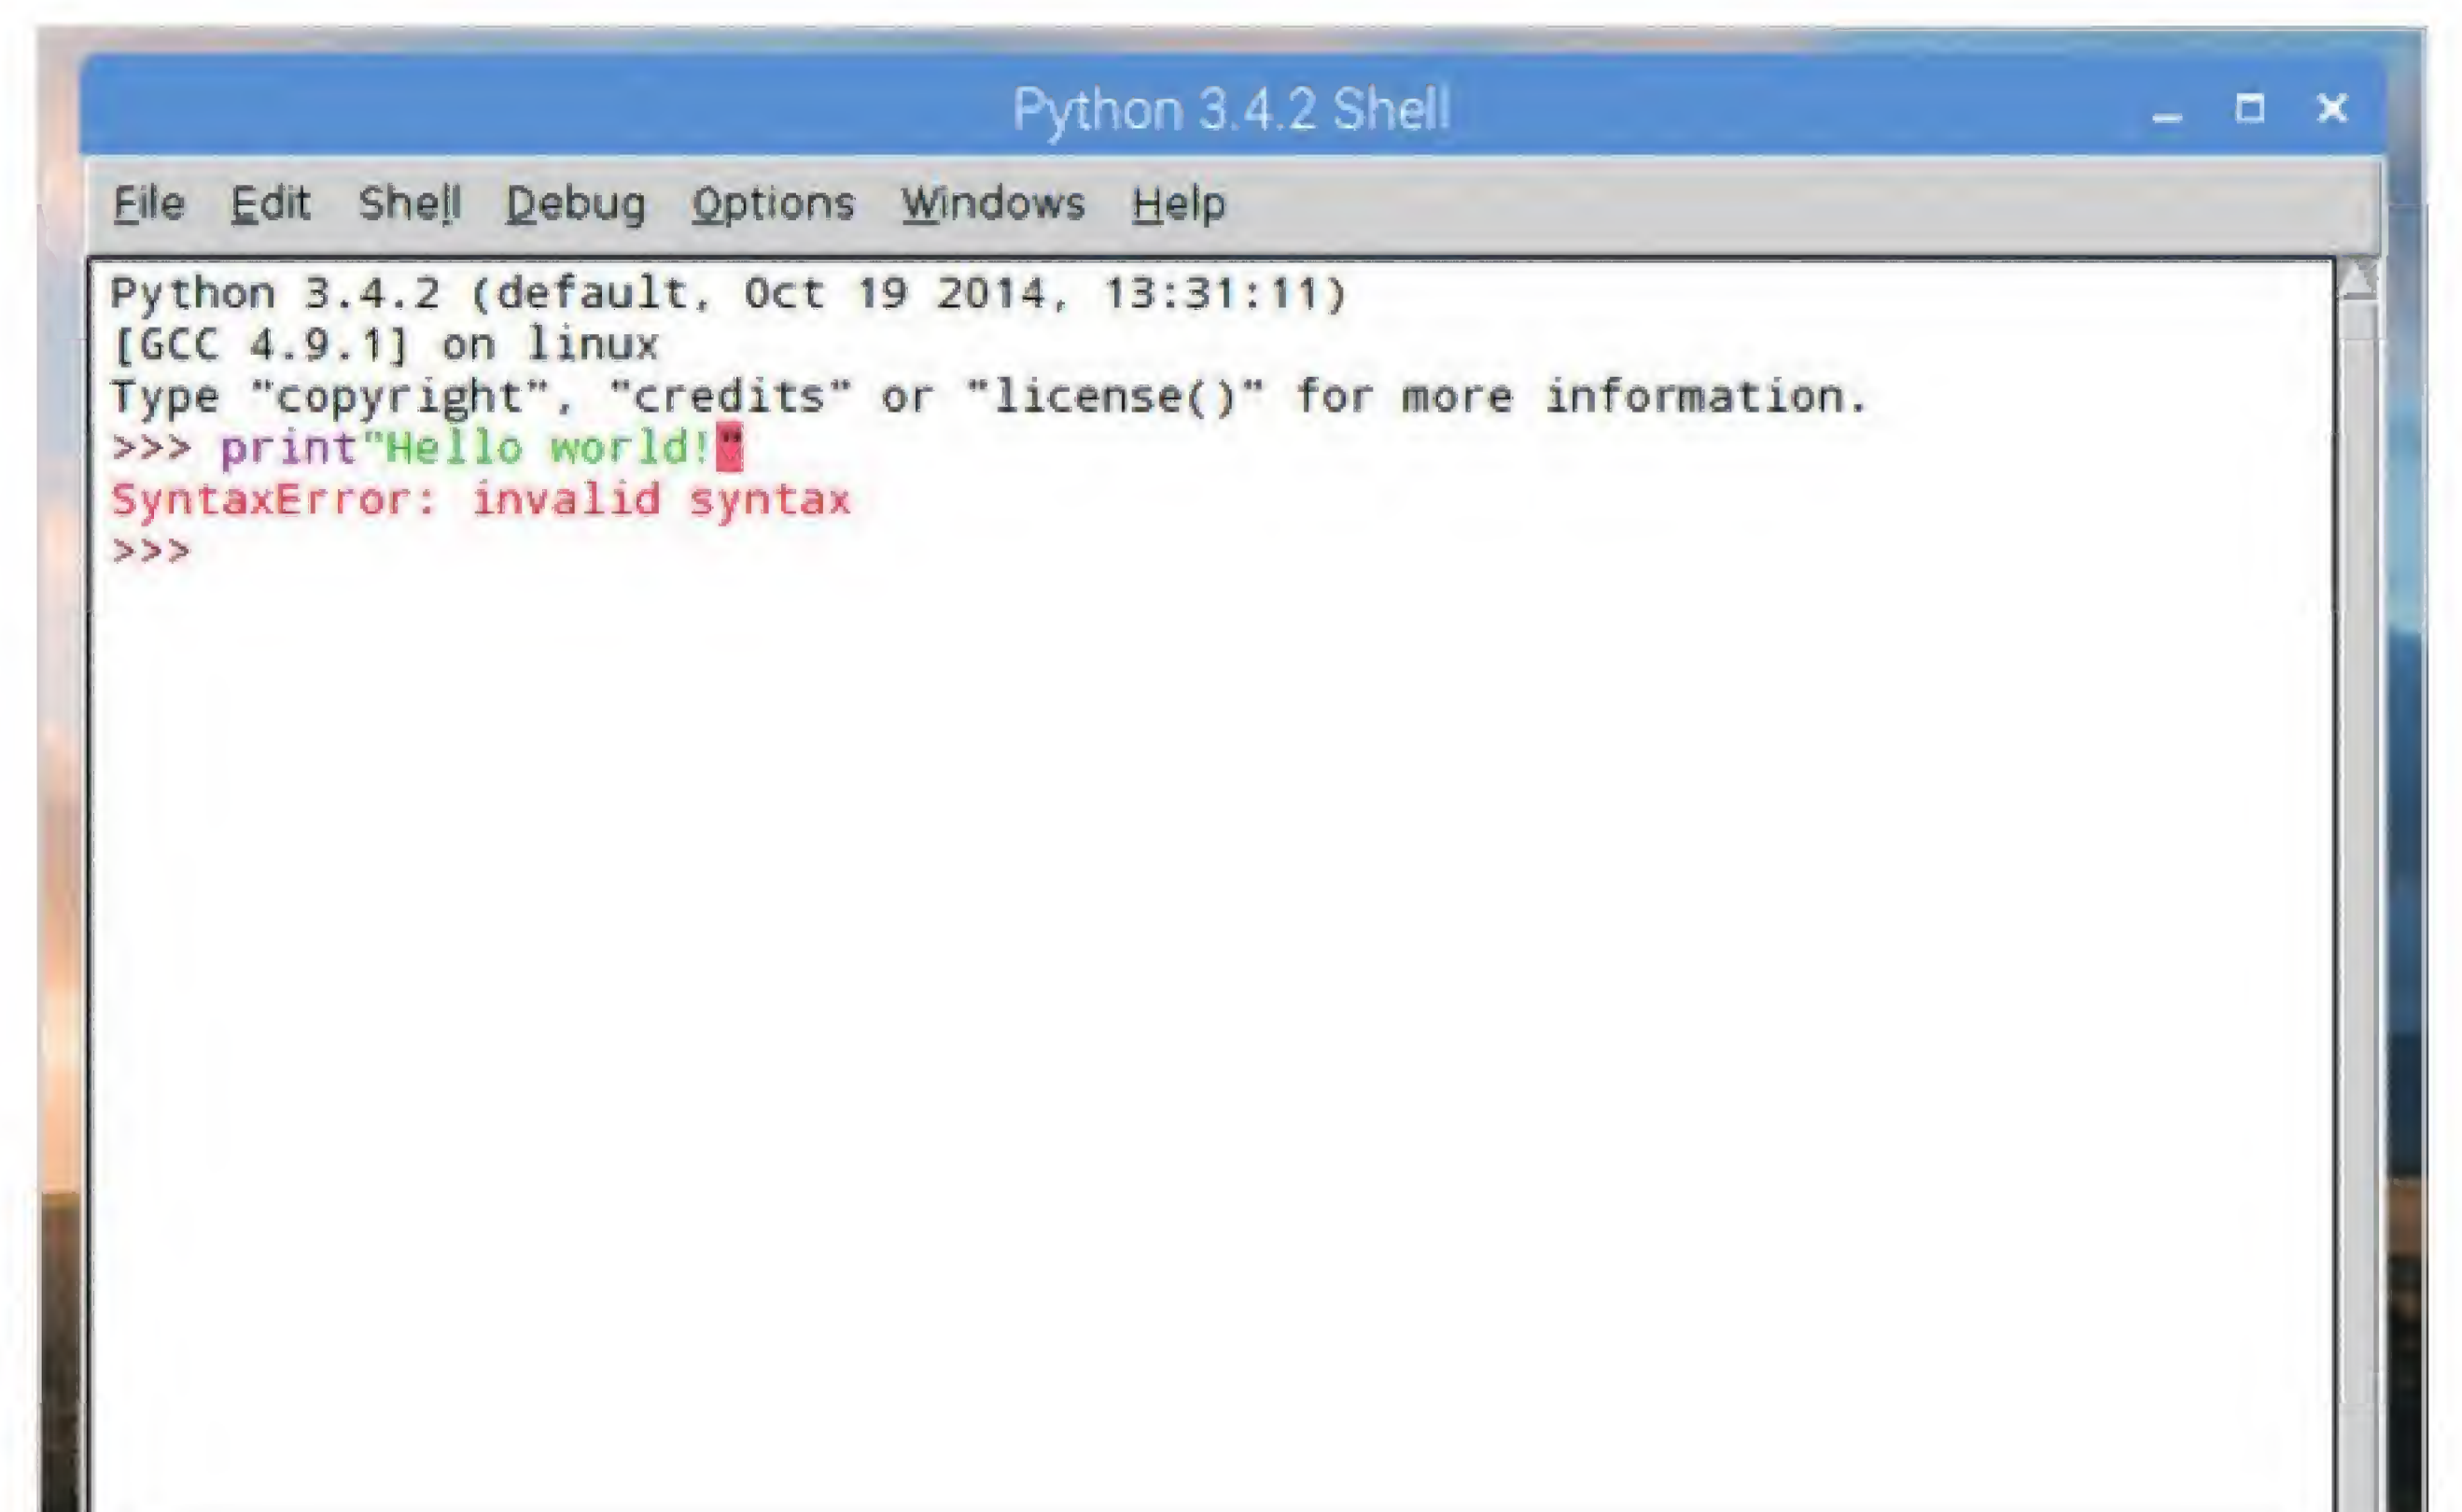 Python 3.4.2 Shell
File Edit Shell Debug Options Windows Help
Python 3.4.2 (default, Oct 19 2014, 13:31:11)
[GCC 4.9.1] on linux
Type "copyright", "credits" or "license()" for more information.
>>> print"Hello world!"
SyntaxError: invalid syntax
>>>